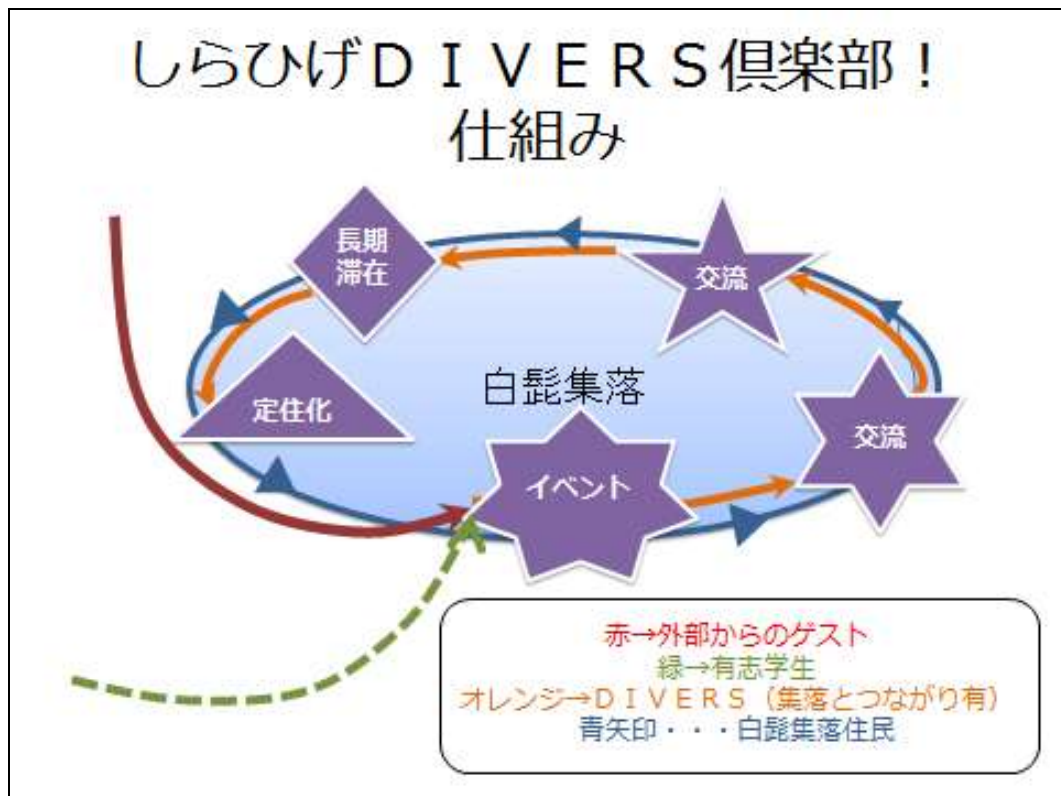 しらひげＤＩＶＥＲＳ倶楽部！
仕組み
長期
滞在
交流
定住化
白髭集落
交流
イベント
赤→外部からのゲスト
緑→有志学生
オレンジ→ＤＩＶＥＲＳ（集落とつながり有）
青矢印・・・白髭集落住民